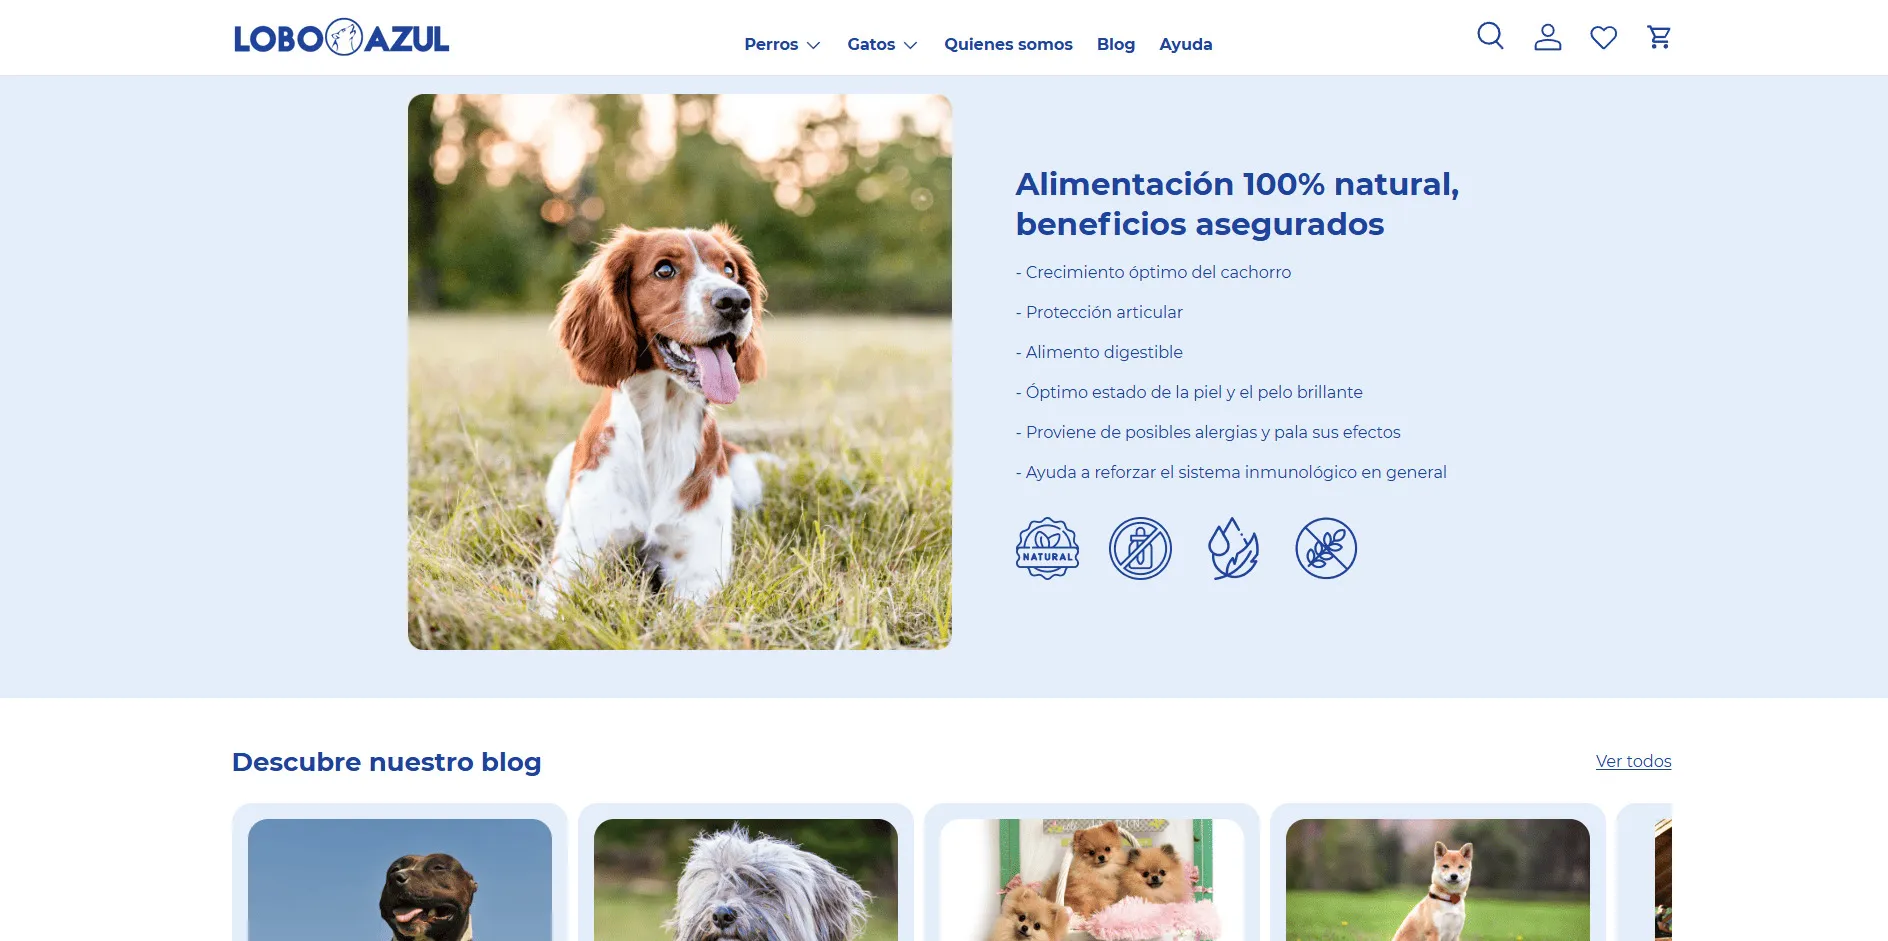 LOBO AZUL
Perros
Gatos
Quienes somos
Blog
Ayuda
Alimentación 100% natural,
beneficios asegurados
- Crecimiento óptimo del cachorro
- Protección articular
- Alimento digestible
- Óptimo estado de la piel y el pelo brillante
- Proviene de posibles alergias y pala sus efectos
- Ayuda a reforzar el sistema inmunológico en general
NATURAL
Descubre nuestro blog
Ver todos